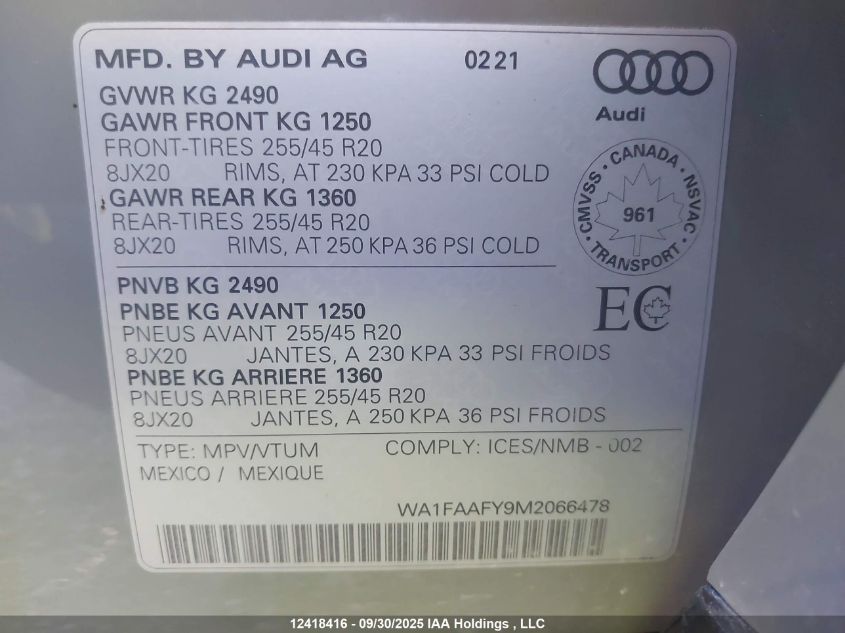 MFD. BY AUDI AG 0221
Audi
GVWR KG 2490
GAWR FRONT KG 1250
FRONT-TIRES 255/45 R20
8JX20 RIMS, AT 230 KPA 33 PSI COLD
GAWR REAR KG 1360
REAR-TIRES 255/45 R20
8JX20 RIMS, AT 250 KPA 36 PSI COLD
CMVSS - CANADA - NSVAC
961
TRANSPORT
PNVB KG 2490
PNBE KG AVANT 1250
PNEUS AVANT 255/45 R20
8JX20 JANTES, A 230 KPA 33 PSI FROIDS
PNBE KG ARRIERE 1360
PNEUS ARRIERE 255/45 R20
8JX20 JANTES, A 250 KPA 36 PSI FROIDS
EC
TYPE: MPV/VTUM COMPLY: ICES/NMB - 002
MEXICO / MEXIQUE
WA1FAAFY9M2066478
12418416 - 09/30/2025 IAA Holdings , LLC